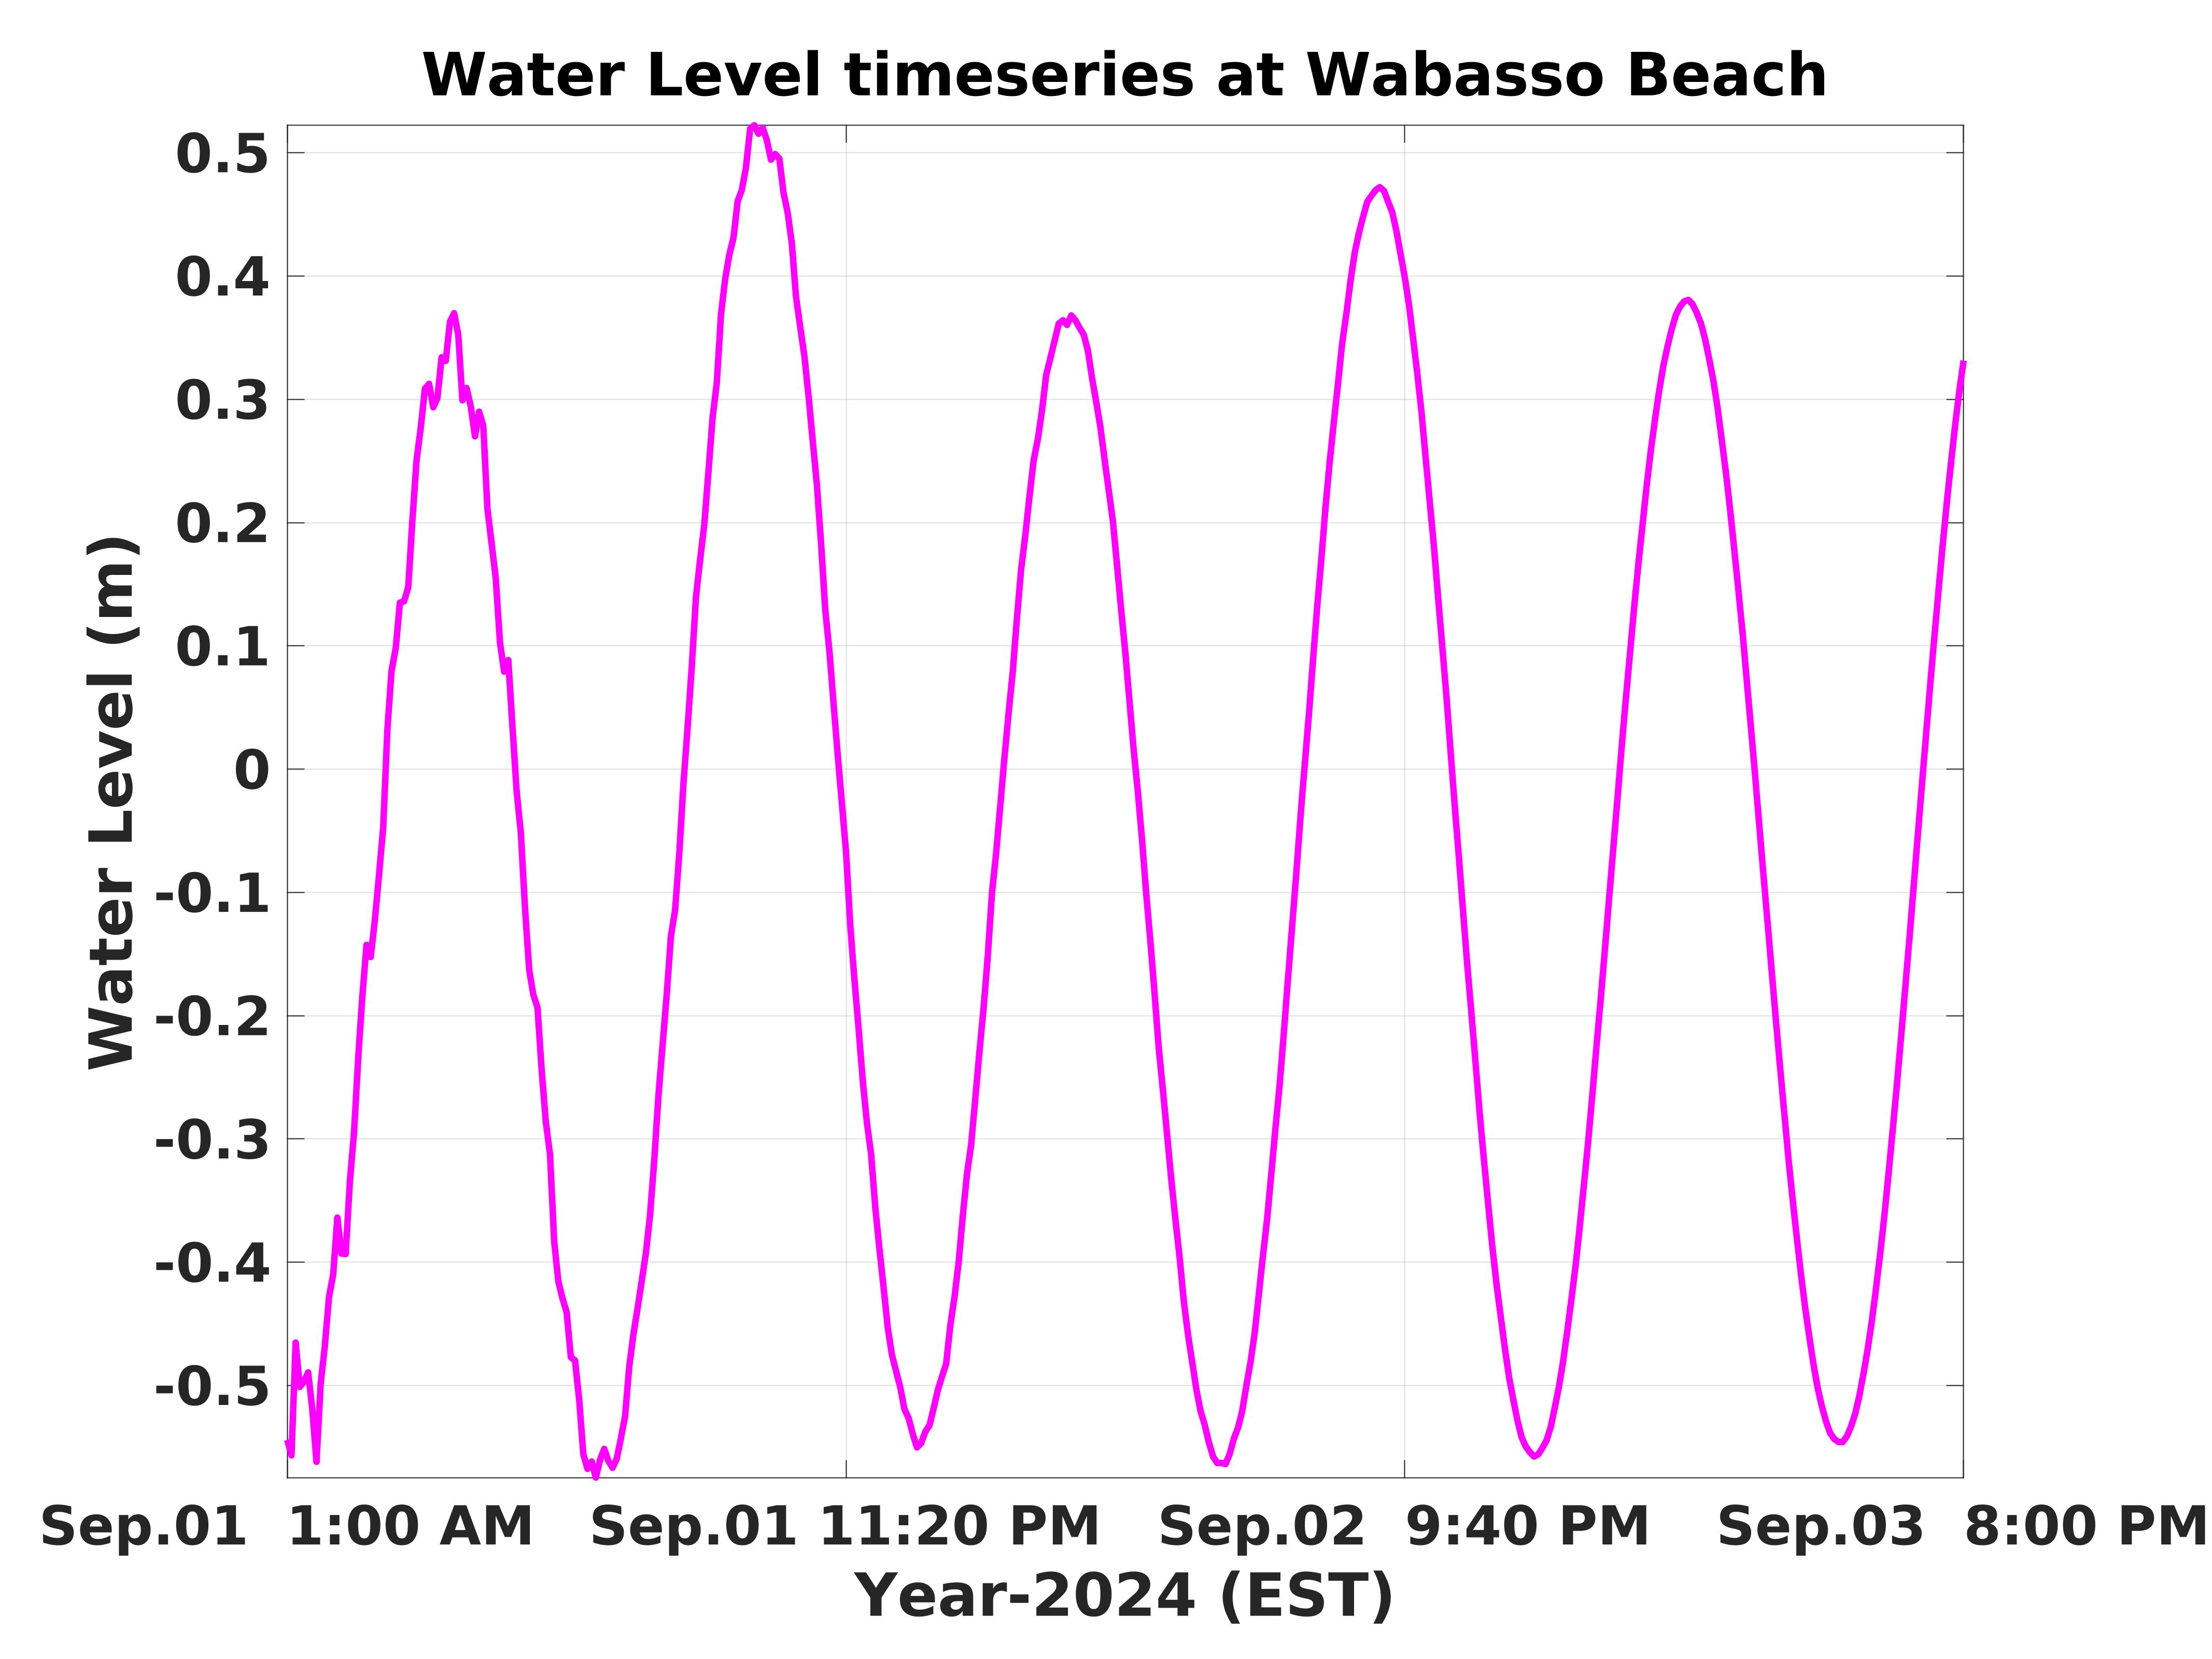 Water Level timeseries at Wabasso Beach
Water Level (m)
0.5
0.4
0.3
0.2
0.1
0
-0.1
-0.2
-0.3
-0.4
-0.5
Sep.01  1:00 AM Sep.01 11:20 PM Sep.02  9:40 PM Sep.03  8:00 PM
Year-2024 (EST)